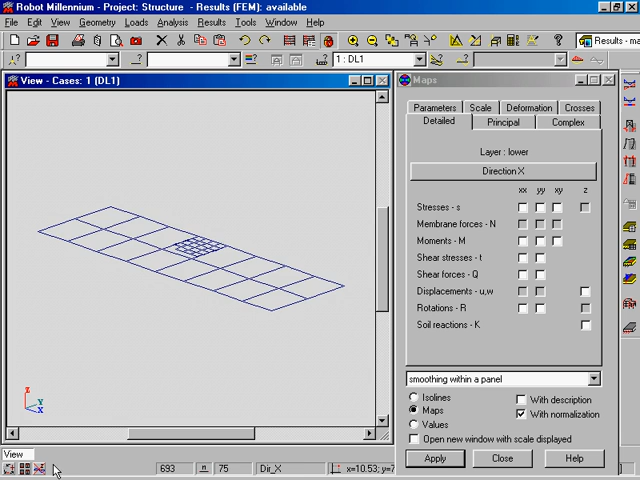 Robot Millennium - Project: Structure - Results (FEM): available
File Edit View Geometry Loads Analysis Results Tools Window Help
Results - ma
1 : DL1
View - Cases: 1 (DL1)
Maps
Parameters Scale Deformation Crosses
Detailed Principal Complex
Layer : lower
Direction X
xx yy xy z
Stresses - s
Membrane forces - N
Moments - M
Shear stresses - t
Shear forces - Q
Displacements - u,w
Rotations - R
Soil reactions - K
smoothing within a panel
Isolines
Maps
Values
With description
With normalization
Open new window with scale displayed
Apply Close Help
Z
Y
X
View
693 75 Dir_X x=10.53; y=7